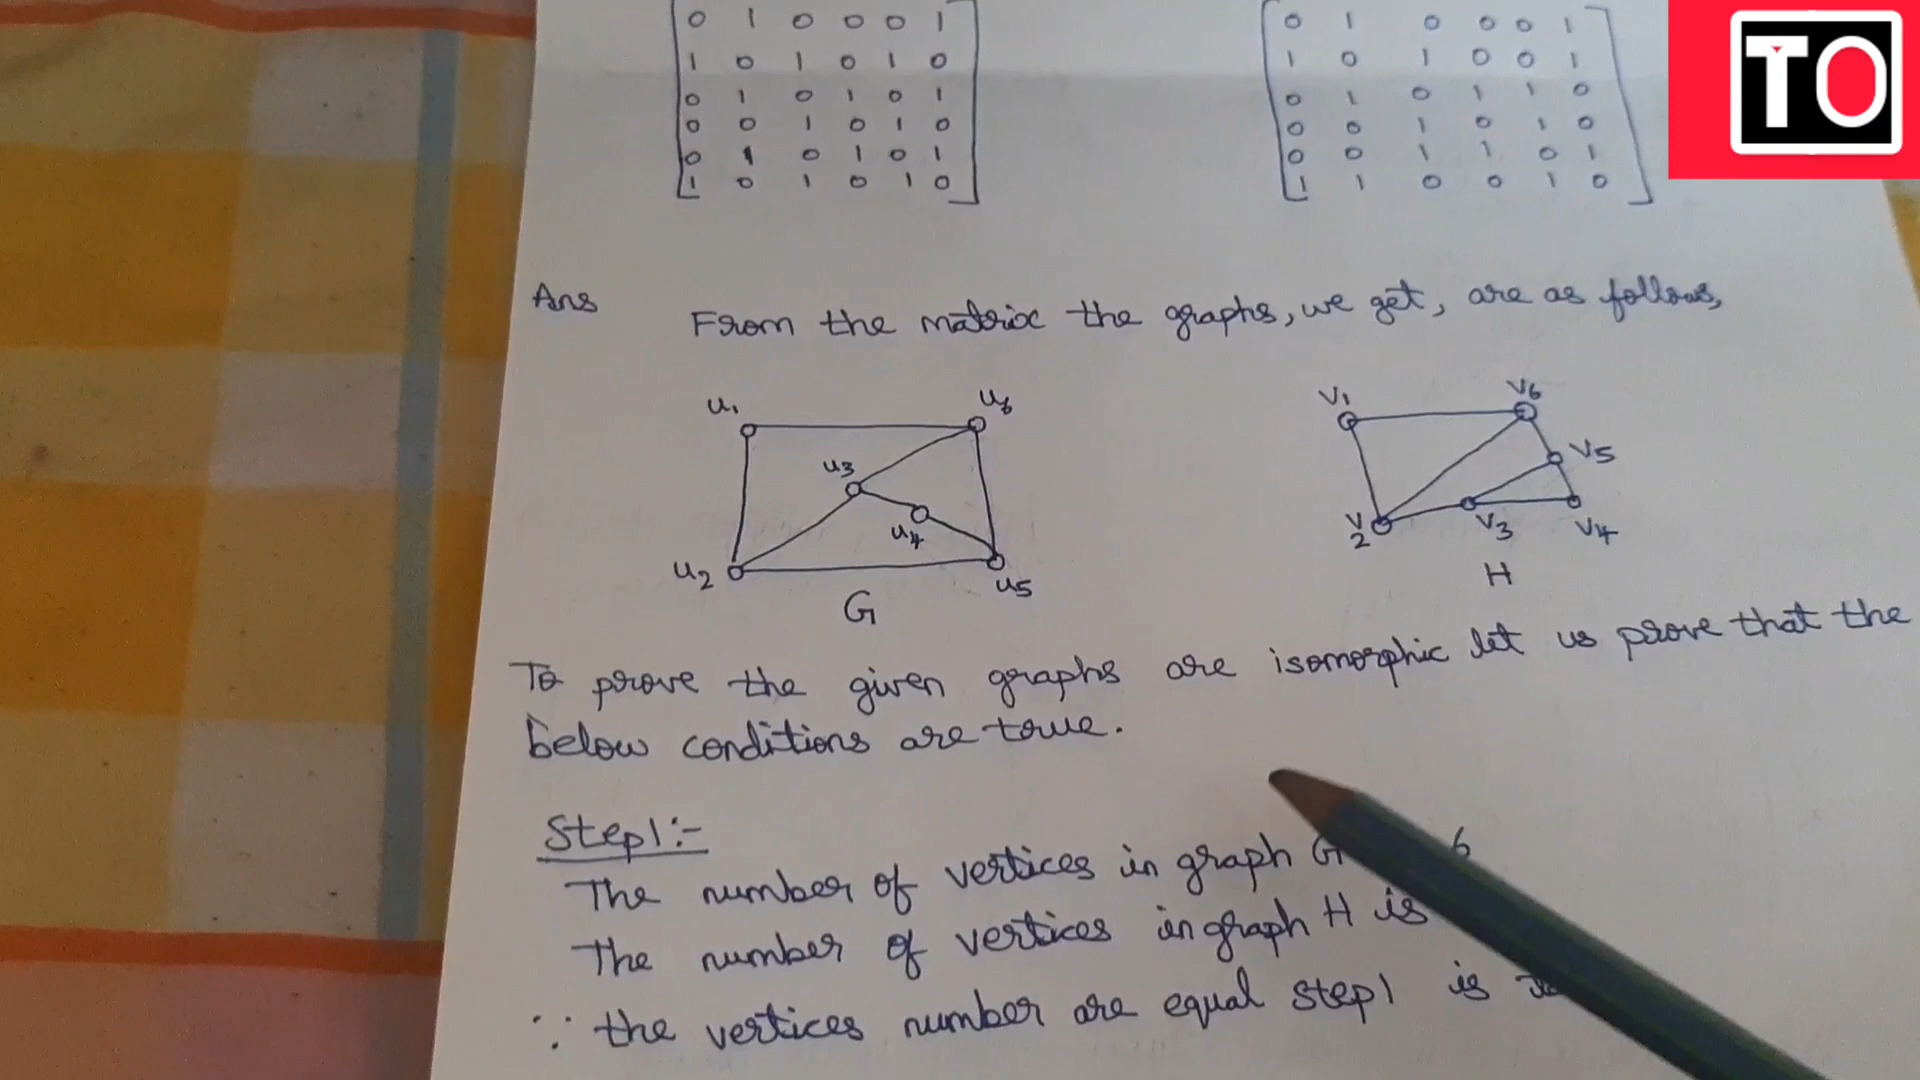 TO
0 1 0 0 0 1
1 0 1 0 1 0
0 1 0 1 0 1
0 0 1 0 1 0
0 1 0 1 0 1
1 0 1 0 1 0
0 1 0 0 0 1
1 0 1 0 0 1
0 1 0 1 1 0
0 0 1 0 1 0
0 0 1 1 0 1
1 1 0 0 1 0
Ans From the matrix the graphs, we get, are as follows,
u1 u6
u3
u4
u2 u5
G
V1 V6
V5
V2 V3 V4
H
To prove the given graphs are isomorphic let us prove that the
below conditions are true.
Step1:-
The number of vertices in graph G 6
The number of vertices in graph H is
∵ the vertices number are equal step1 is